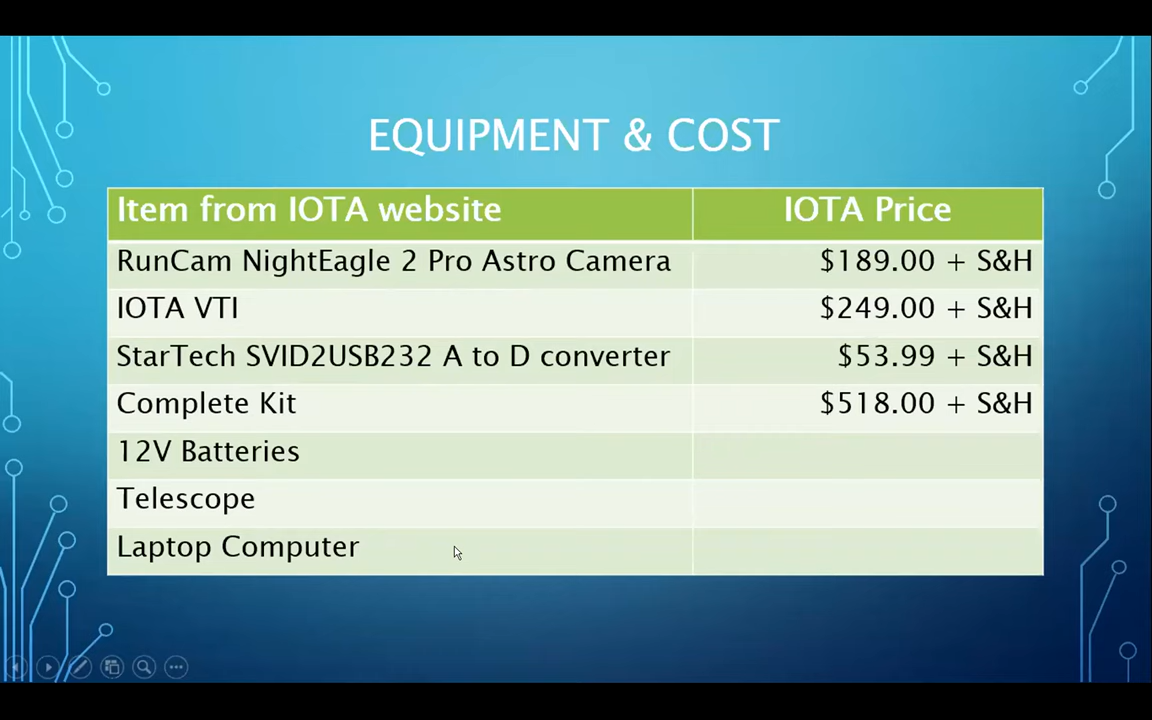 EQUIPMENT & COST
Item from IOTA website IOTA Price
RunCam NightEagle 2 Pro Astro Camera $189.00 + S&H
IOTA VTI $249.00 + S&H
StarTech SVID2USB232 A to D converter $53.99 + S&H
Complete Kit $518.00 + S&H
12V Batteries
Telescope
Laptop Computer